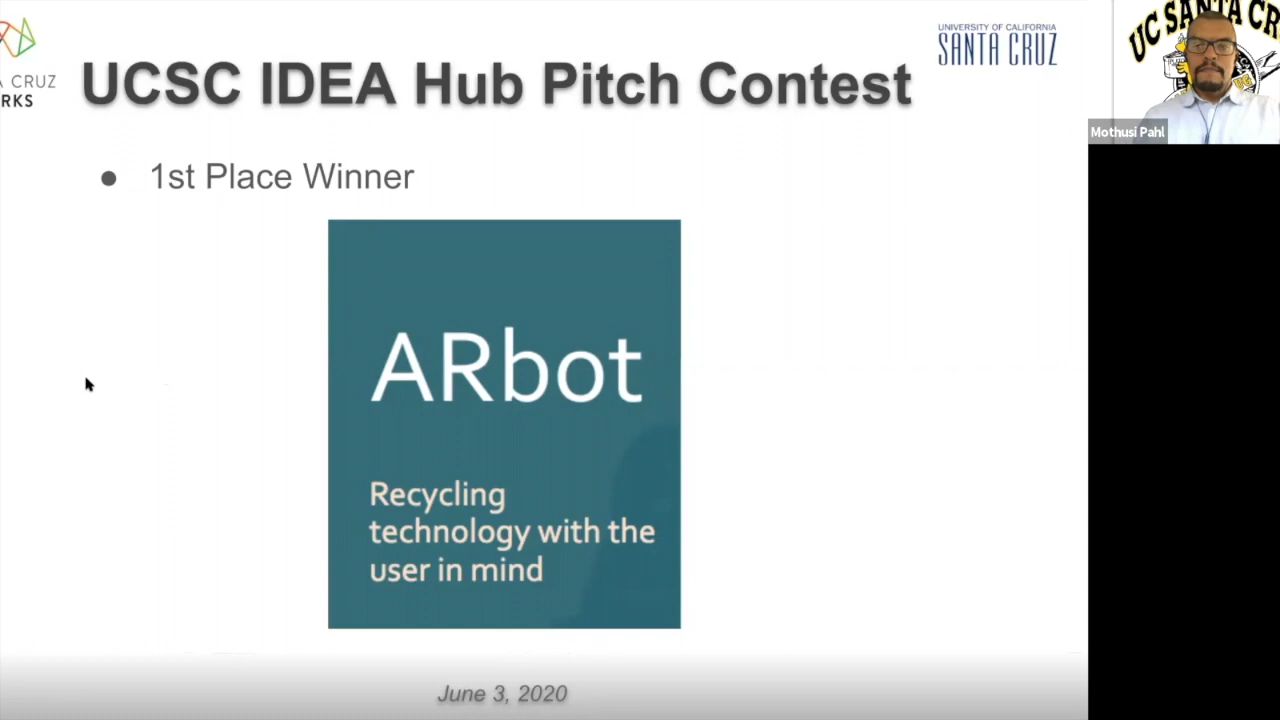 A CRUZ
RKS
UCSC IDEA Hub Pitch Contest
UNIVERSITY OF CALIFORNIA
SANTA CRUZ
● 1st Place Winner
ARbot
Recycling
technology with the
user in mind
June 3, 2020
UC SANTA CR
Mothusi Pahl